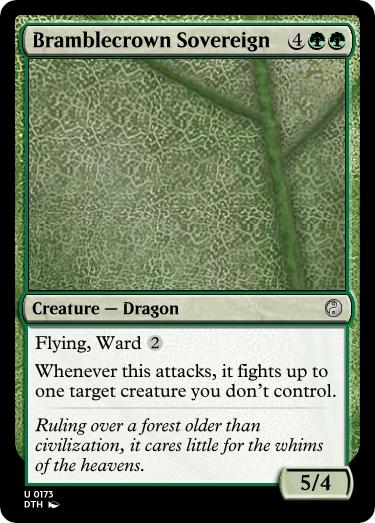 Bramblecrown Sovereign 4
Creature — Dragon
Flying, Ward 2
Whenever this attacks, it fights up to
one target creature you don't control.
Ruling over a forest older than
civilization, it cares little for the whims
of the heavens.
5/4
U 0173
DTH